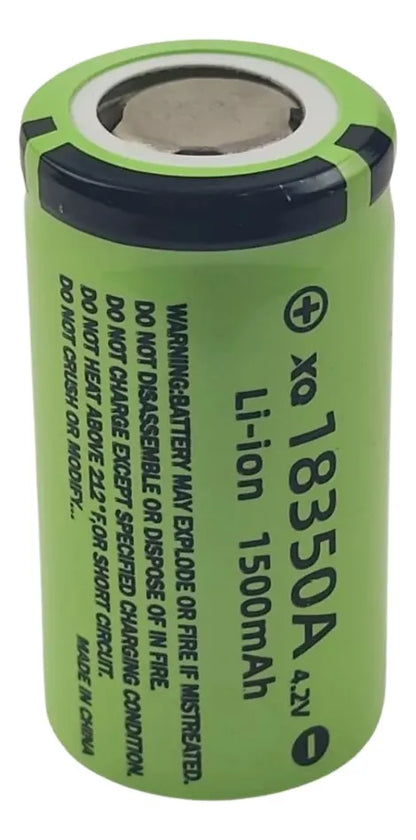 ⊕ XQ 18350A 4.2V ⊖
Li-ion 1500mAh
WARNING:BATTERY MAY EXPLODE OR FIRE IF MISTREATED.
DO NOT DISASSEMBLE OR DISPOSE OF IN FIRE.
DO NOT CHARGE EXCEPT SPECIFIED CHARGING CONDITION.
DO NOT HEAT ABOVE 212°F,OR SHORT CIRCUIT.
DO NOT CRUSH OR MODIFY...
MADE IN CHINA